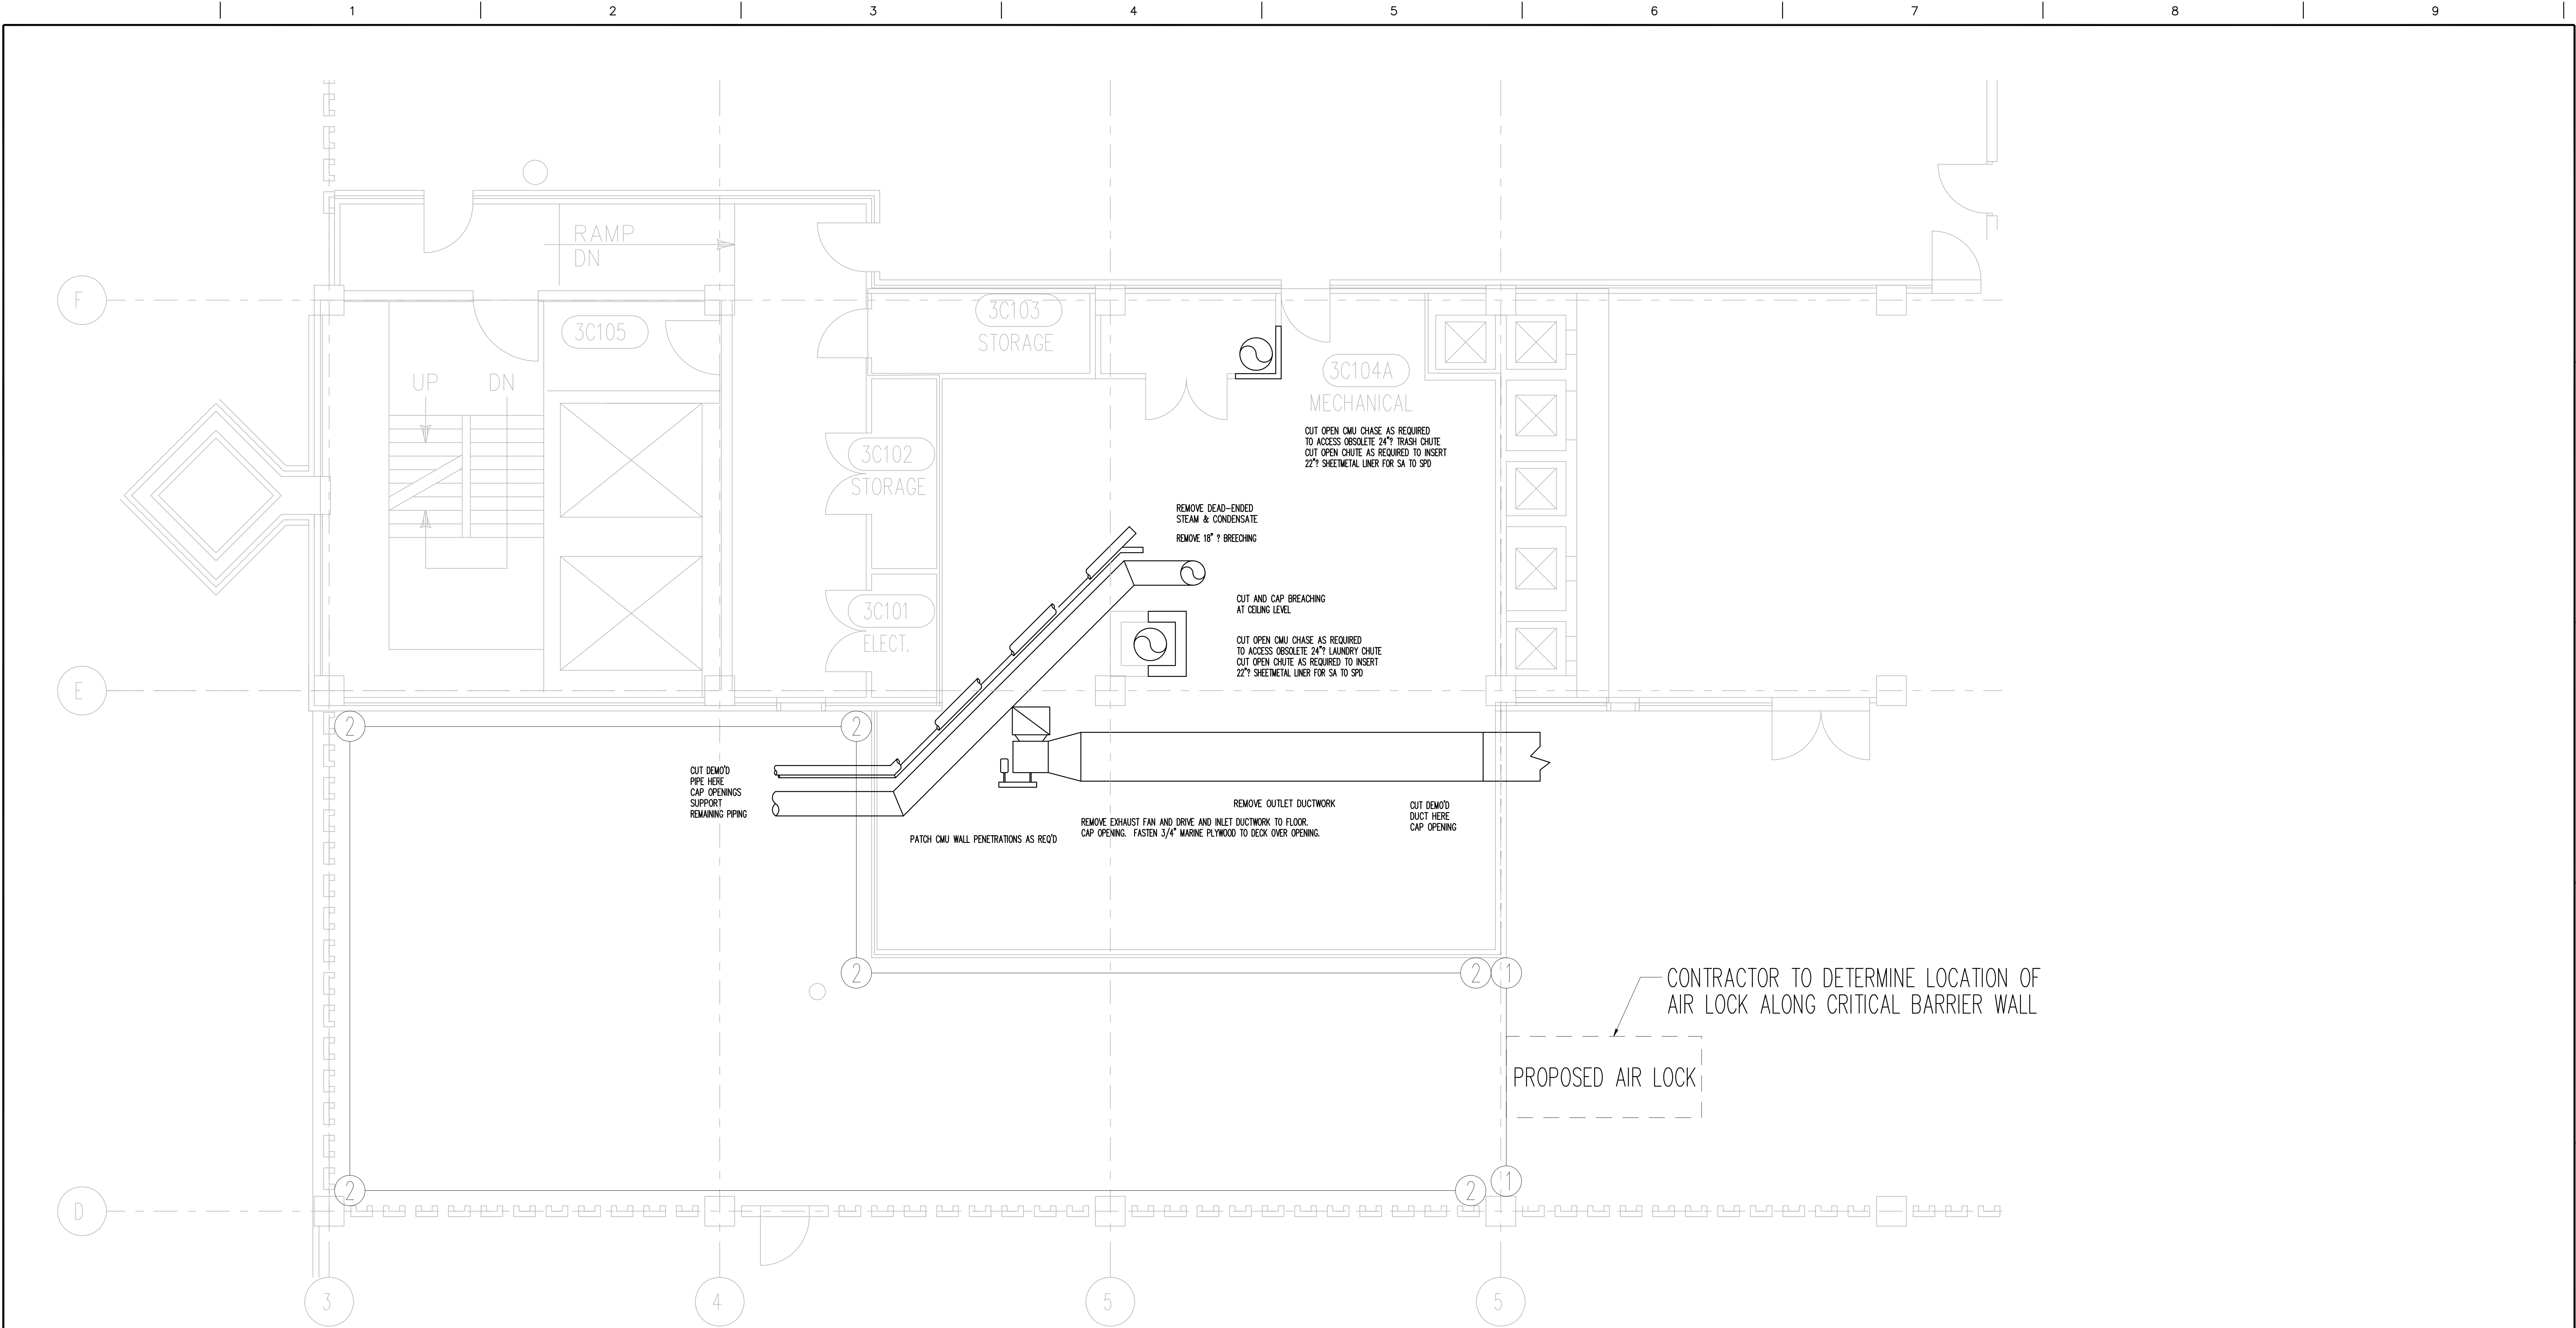 1 2 3 4 5 6 7 8 9
RAMP
DN
F
3C105
3C103
STORAGE
3C104A
MECHANICAL
UP DN
CUT OPEN CMU CHASE AS REQUIRED
TO ACCESS OBSOLETE 24"? TRASH CHUTE
CUT OPEN CHUTE AS REQUIRED TO INSERT
22"? SHEETMETAL LINER FOR SA TO SPD
3C102
STORAGE
REMOVE DEAD-ENDED
STEAM & CONDENSATE
REMOVE 18" ? BREECHING
3C101
ELECT.
CUT AND CAP BREACHING
AT CEILING LEVEL
CUT OPEN CMU CHASE AS REQUIRED
TO ACCESS OBSOLETE 24"? LAUNDRY CHUTE
CUT OPEN CHUTE AS REQUIRED TO INSERT
22"? SHEETMETAL LINER FOR SA TO SPD
E
2 2
CUT DEMO'D
PIPE HERE
CAP OPENINGS
SUPPORT
REMAINING PIPING
REMOVE OUTLET DUCTWORK
CUT DEMO'D
DUCT HERE
CAP OPENING
REMOVE EXHAUST FAN AND DRIVE AND INLET DUCTWORK TO FLOOR.
CAP OPENING. FASTEN 3/4" MARINE PLYWOOD TO DECK OVER OPENING.
PATCH CMU WALL PENETRATIONS AS REQ'D
2 2 1
CONTRACTOR TO DETERMINE LOCATION OF
AIR LOCK ALONG CRITICAL BARRIER WALL
PROPOSED AIR LOCK
2 2 1
D
3 4 5 5